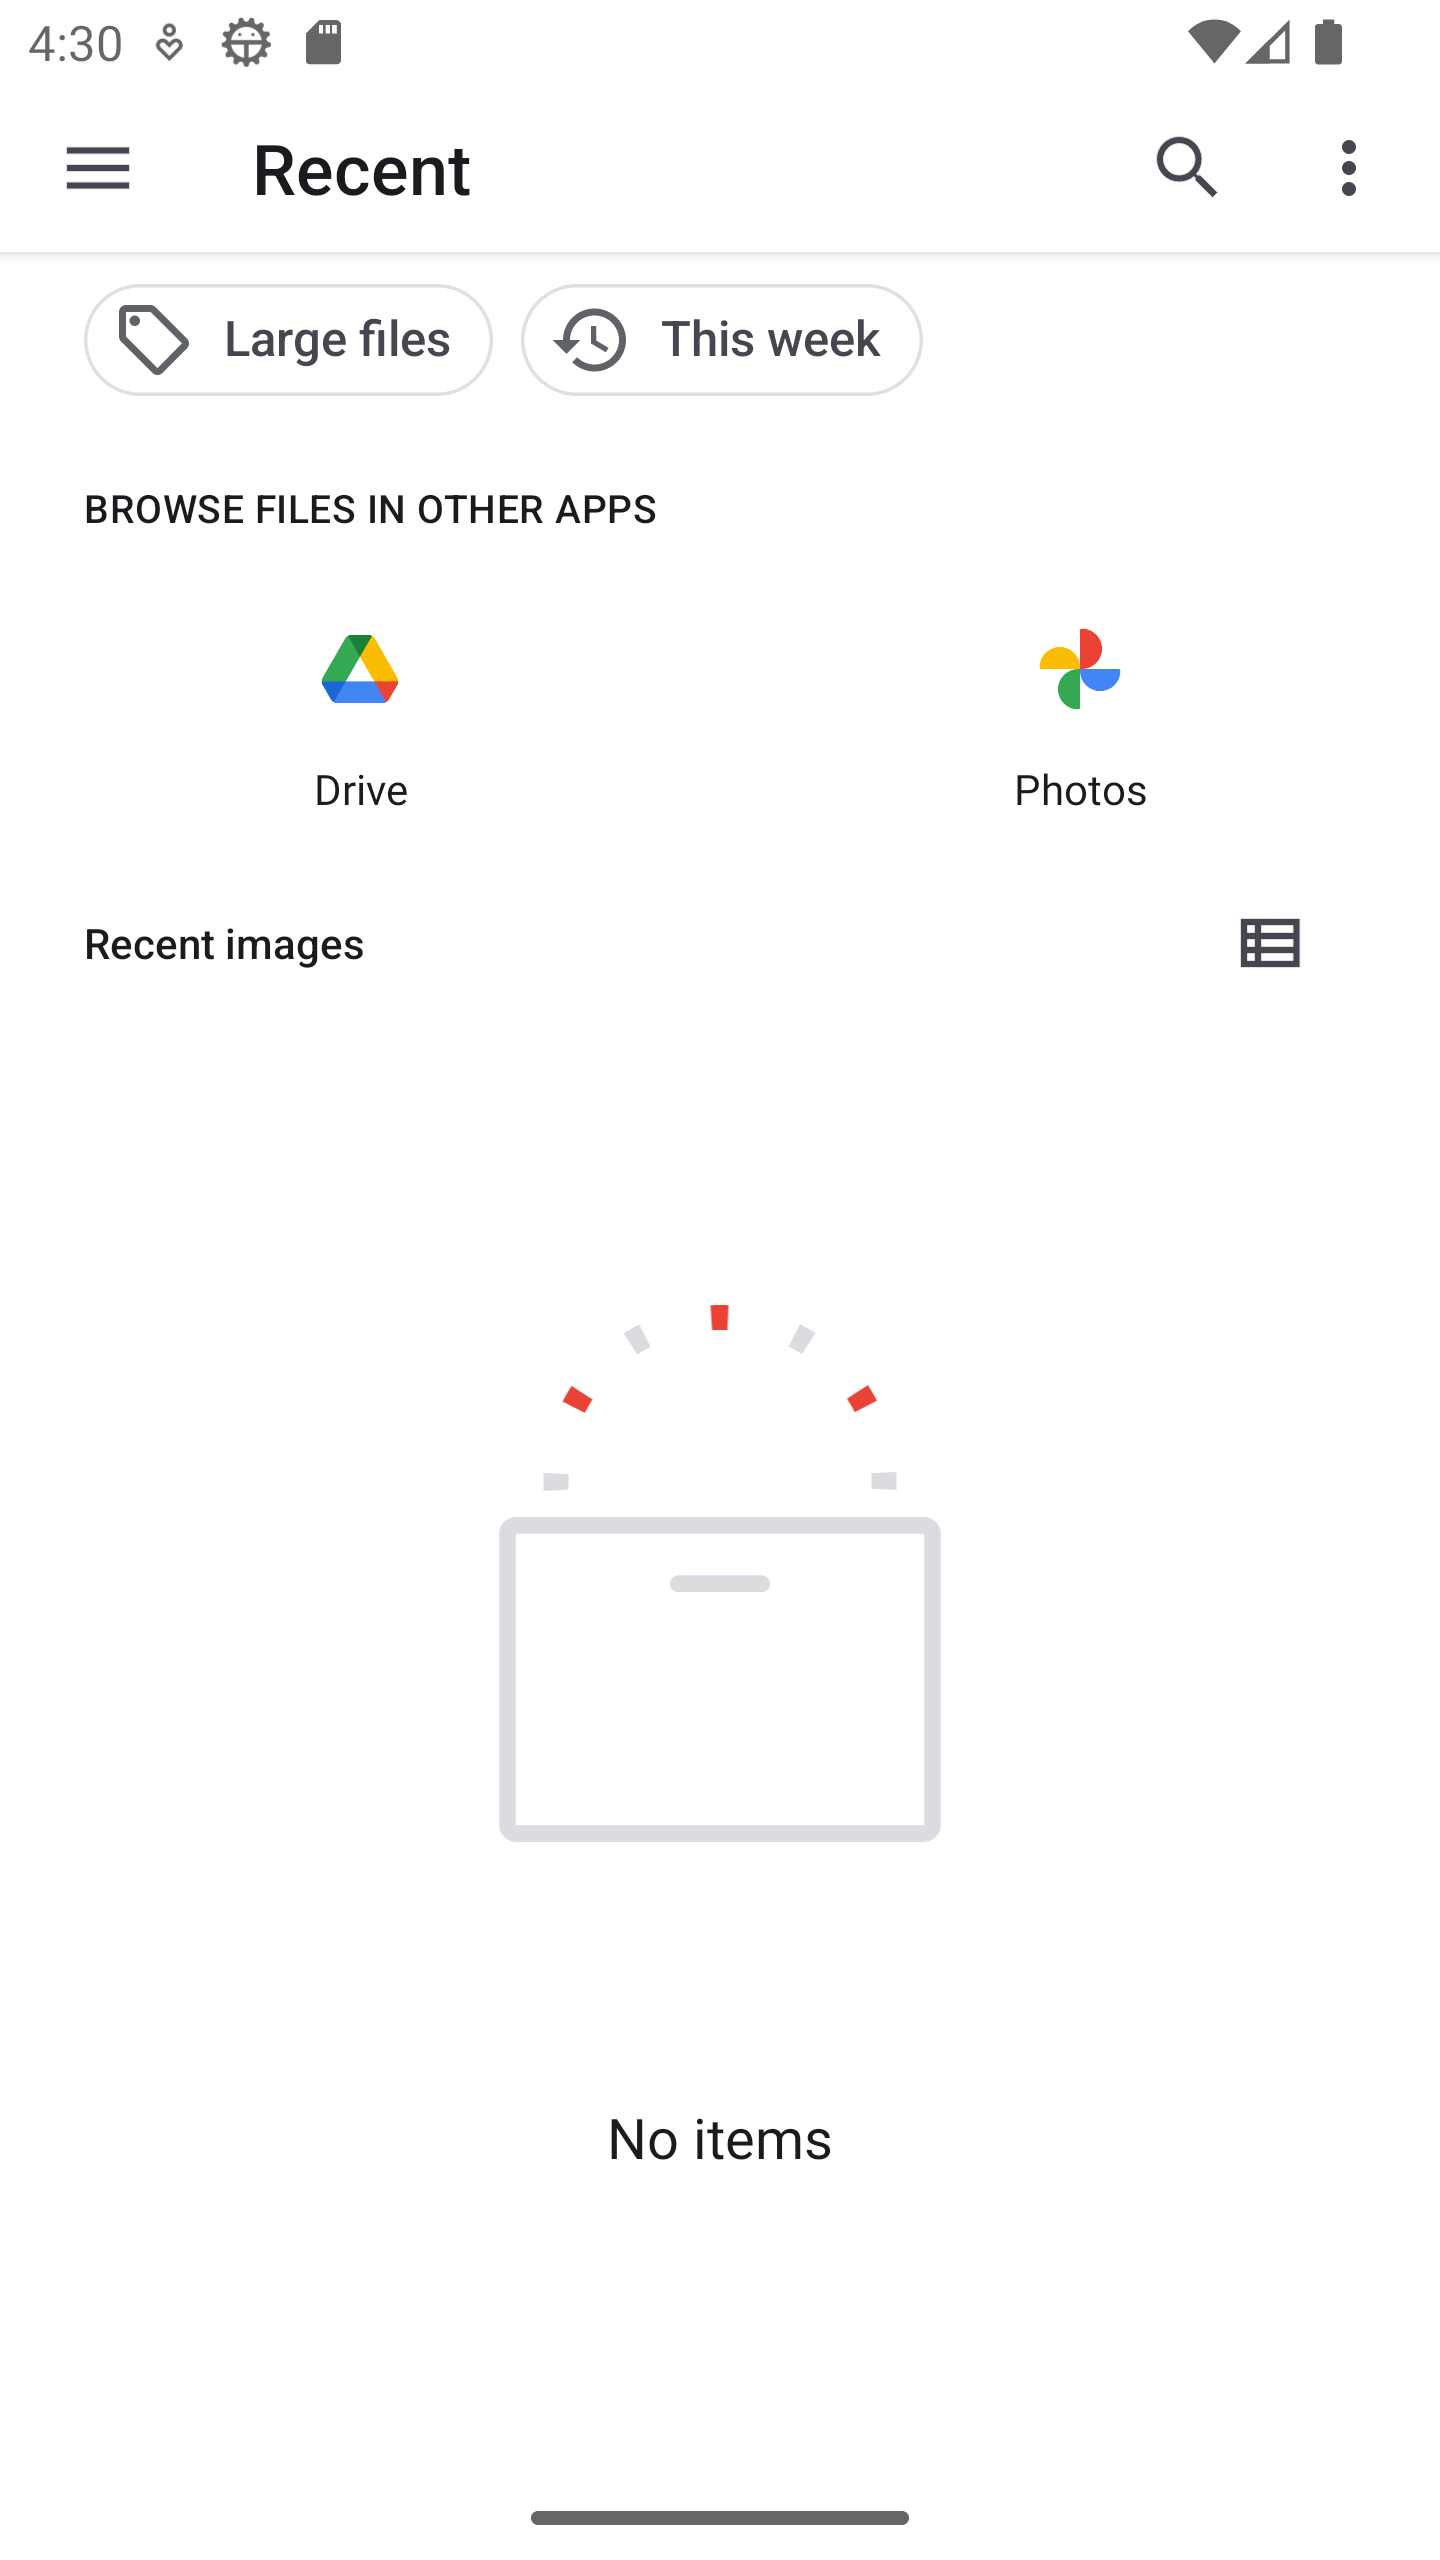 4:30
Recent
Large files
This week
BROWSE FILES IN OTHER APPS
Drive
Photos
Recent images
No items